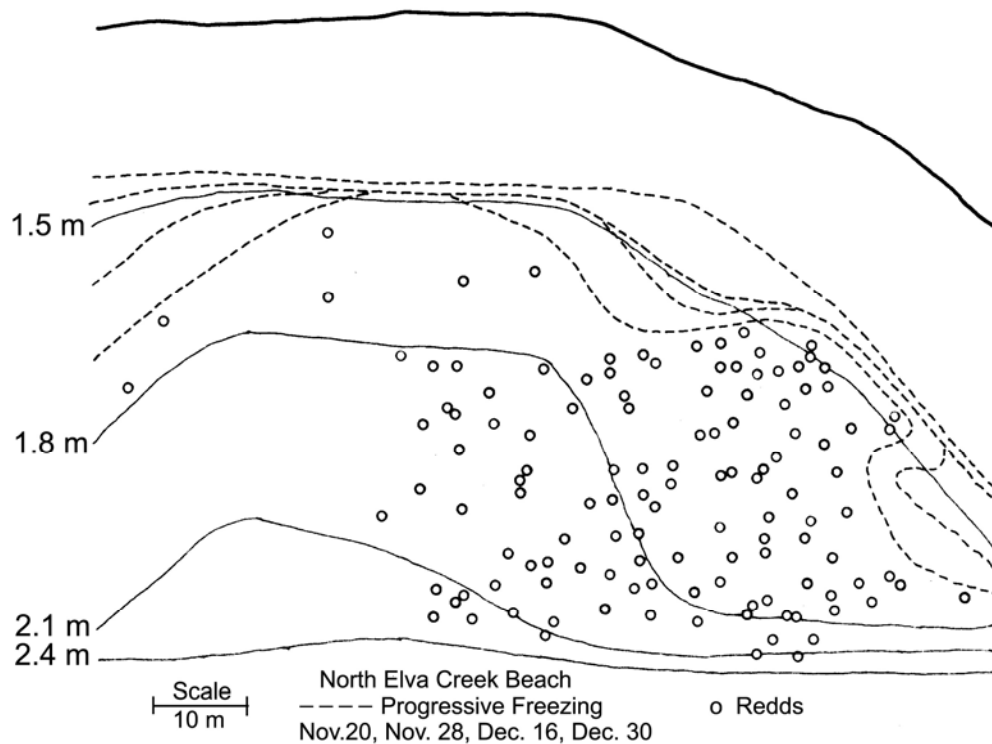 1.5 m
1.8 m
2.1 m
2.4 m
North Elva Creek Beach
Scale
Progressive Freezing
Redds
10 m
Nov.20, Nov. 28, Dec. 16, Dec. 30